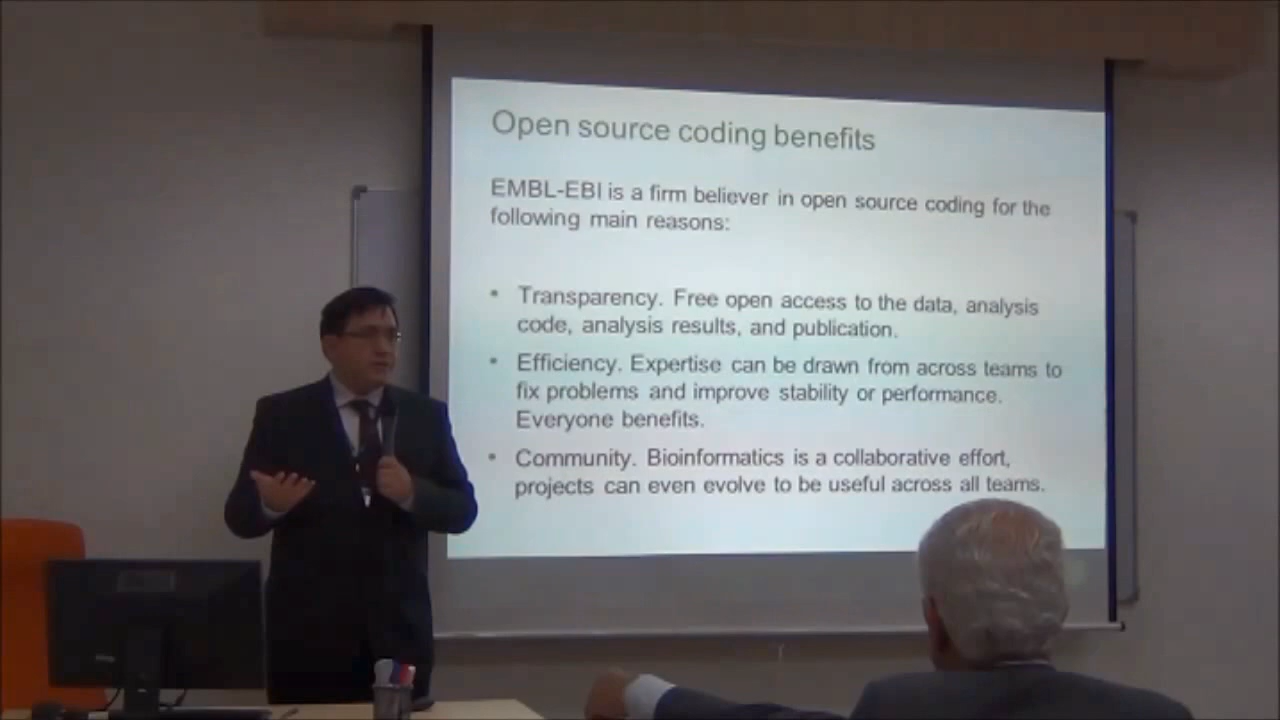 Open source coding benefits
EMBL-EBI is a firm believer in open source coding for the
following main reasons:
• Transparency. Free open access to the data, analysis
code, analysis results, and publication.
• Efficiency. Expertise can be drawn from across teams to
fix problems and improve stability or performance.
Everyone benefits.
• Community. Bioinformatics is a collaborative effort,
projects can even evolve to be useful across all teams.